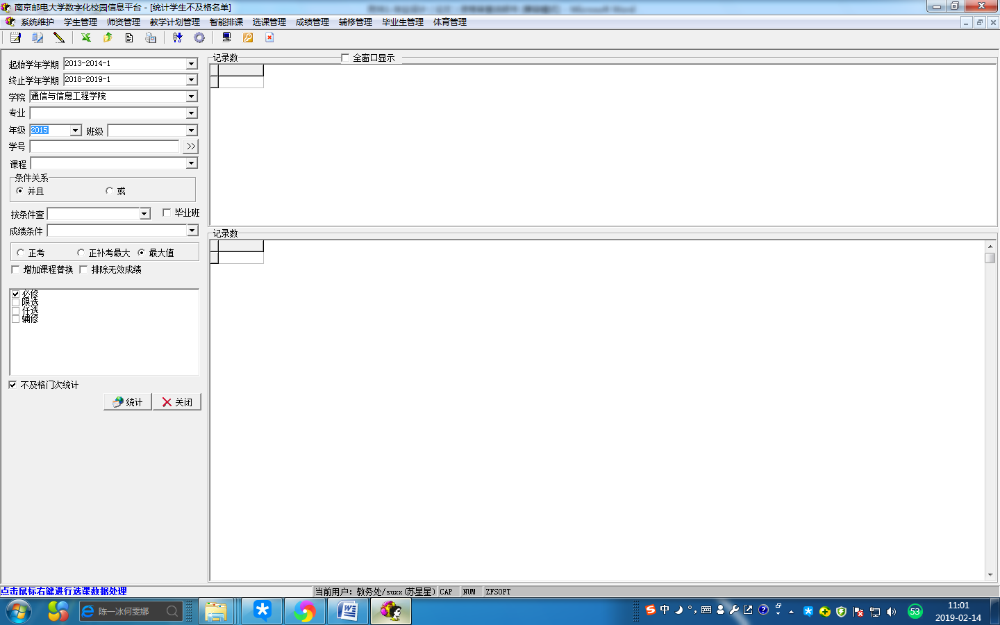 南京邮电大学数字化校园信息平台 - [统计学生不及格名单]
系统维护 学生管理 师资管理 教学计划管理 智能排课 选课管理 成绩管理 辅修管理 毕业生管理 体育管理
起始学年学期 2013-2014-1
终止学年学期 2018-2019-1
学院 通信与信息工程学院
专业
年级 2015 班级
学号 >>
课程
条件关系
并且 或
按条件查 毕业班
成绩条件
正考 正补考最大 最大值
增加课程替换 排除无效成绩
必修
限选
任选
辅修
不及格门次统计
统计 关闭
记录数 全窗口显示
记录数
点击鼠标右键进行选课数据处理
当前用户: 教务处/suxx(苏星星) CAP NUM ZFSOFT
陈一冰何雯娜
中
53
11:01
2019-02-14